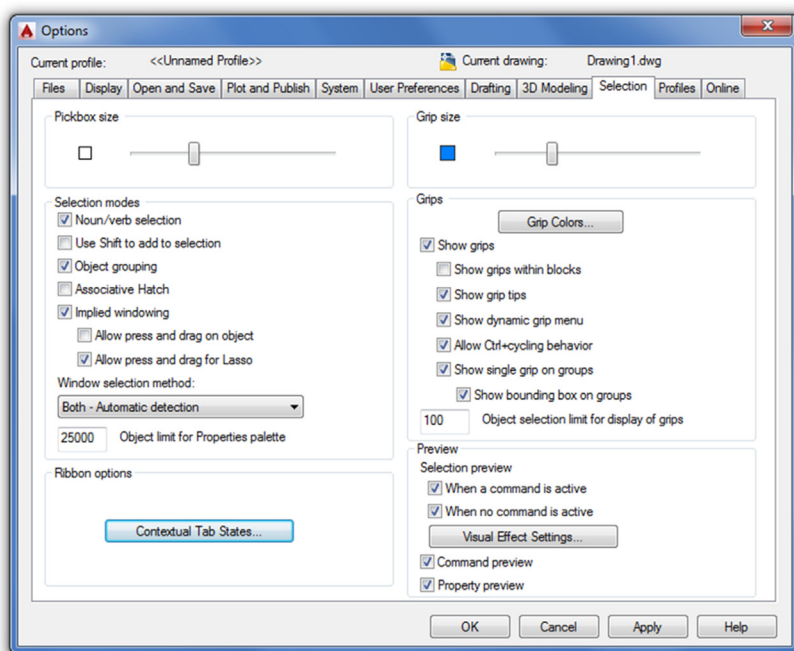 Options
Current profile: <<Unnamed Profile>> Current drawing: Drawing1.dwg
Files Display Open and Save Plot and Publish System User Preferences Drafting 3D Modeling Selection Profiles Online
Pickbox size
Selection modes
Noun/verb selection
Use Shift to add to selection
Object grouping
Associative Hatch
Implied windowing
Allow press and drag on object
Allow press and drag for Lasso
Window selection method:
Both - Automatic detection
25000 Object limit for Properties palette
Ribbon options
Contextual Tab States...
Grip size
Grips
Grip Colors...
Show grips
Show grips within blocks
Show grip tips
Show dynamic grip menu
Allow Ctrl+cycling behavior
Show single grip on groups
Show bounding box on groups
100 Object selection limit for display of grips
Preview
Selection preview
When a command is active
When no command is active
Visual Effect Settings...
Command preview
Property preview
OK Cancel Apply Help